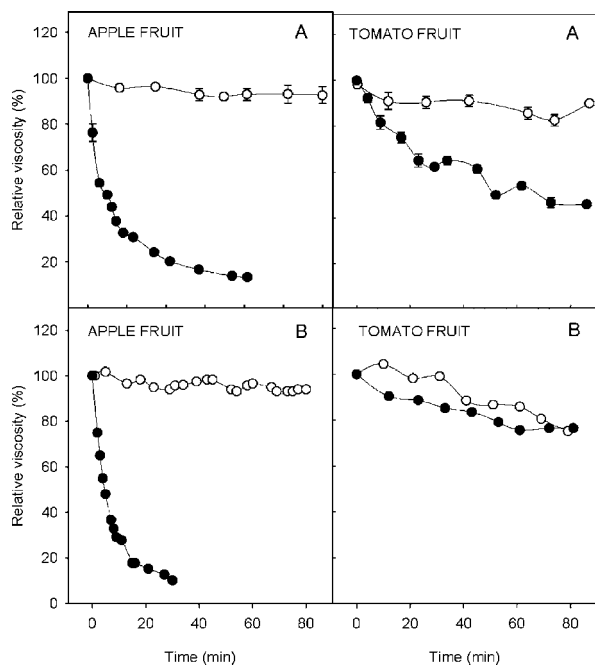 APPLE FRUIT A
TOMATO FRUIT A
Relative viscosity (%)
120
100
80
60
40
20
APPLE FRUIT B
TOMATO FRUIT B
Relative viscosity (%)
120
100
80
60
40
20
0
0 20 40 60 80
0 20 40 60 80
Time (min)
Time (min)